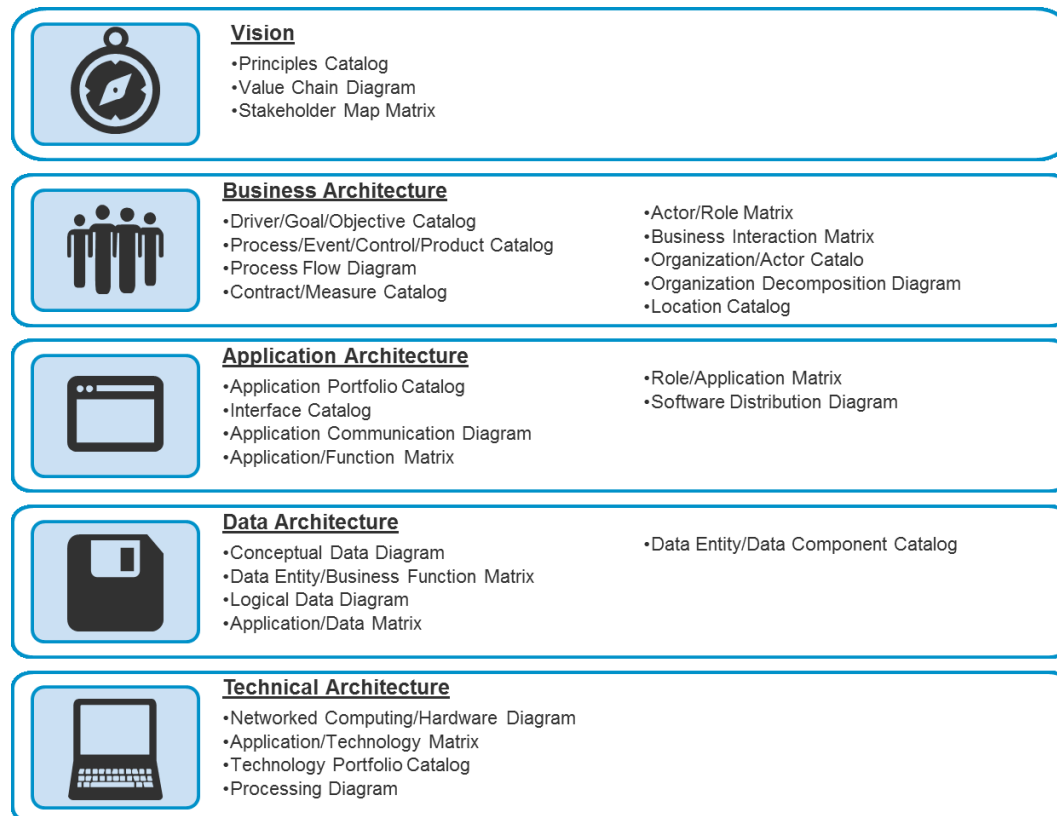 Vision
•Principles Catalog
•Value Chain Diagram
•Stakeholder Map Matrix
Business Architecture
•Driver/Goal/Objective Catalog
•Process/Event/Control/Product Catalog
•Process Flow Diagram
•Contract/Measure Catalog
•Actor/Role Matrix
•Business Interaction Matrix
•Organization/Actor Catalo
•Organization Decomposition Diagram
•Location Catalog
Application Architecture
•Application Portfolio Catalog
•Interface Catalog
•Application Communication Diagram
•Application/Function Matrix
•Role/Application Matrix
•Software Distribution Diagram
Data Architecture
•Conceptual Data Diagram
•Data Entity/Business Function Matrix
•Logical Data Diagram
•Application/Data Matrix
•Data Entity/Data Component Catalog
Technical Architecture
•Networked Computing/Hardware Diagram
•Application/Technology Matrix
•Technology Portfolio Catalog
•Processing Diagram